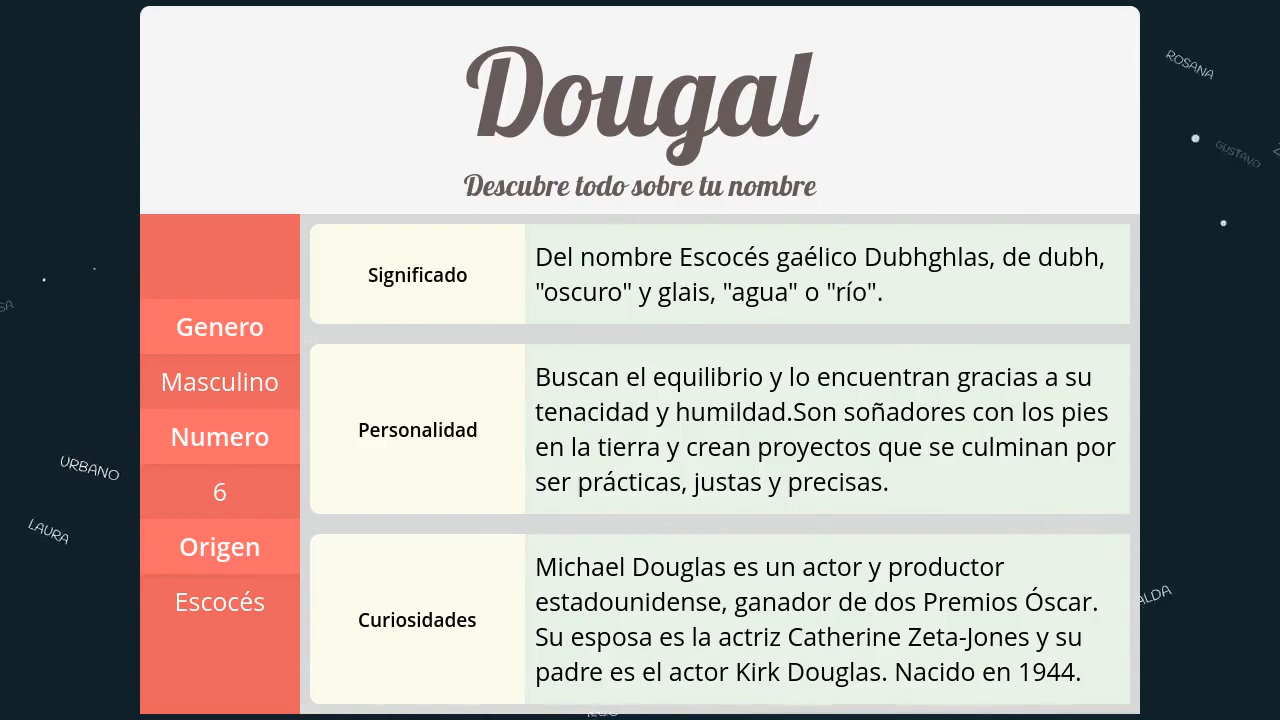 Dougal
Descubre todo sobre tu nombre
ROSANA
GUSTAVO
Genero
Masculino
Numero
6
Origen
Escocés
Significado
Del nombre Escocés gaélico Dubhghlas, de dubh,
"oscuro" y glais, "agua" o "río".
Personalidad
Buscan el equilibrio y lo encuentran gracias a su
tenacidad y humildad.Son soñadores con los pies
en la tierra y crean proyectos que se culminan por
ser prácticas, justas y precisas.
Curiosidades
Michael Douglas es un actor y productor
estadounidense, ganador de dos Premios Óscar.
Su esposa es la actriz Catherine Zeta-Jones y su
padre es el actor Kirk Douglas. Nacido en 1944.
URBANO
LAURA
ALDA